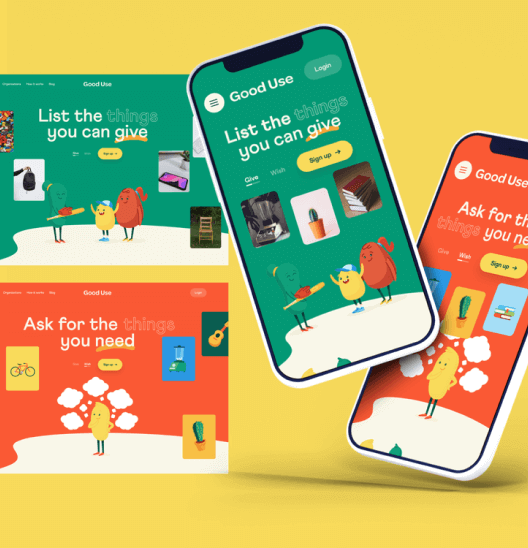 Organisations How it works Blog
Good Use
List the things
you can give
Give Wish
Sign up →
Organisations How it works Blog
Good Use
Login
Ask for the things
you need
Sign up →
Good Use
Login
List the things
you can give
Sign up →
Give Wish
Good Use
Ask for th
things you n
Sign up →
Give Wish